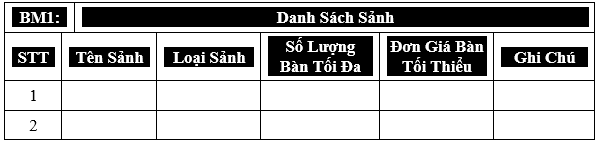 BM1: Danh Sách Sảnh
STT Tên Sảnh Loại Sảnh Số Lượng Bàn Tối Đa Đơn Giá Bàn Tối Thiểu Ghi Chú
1
2